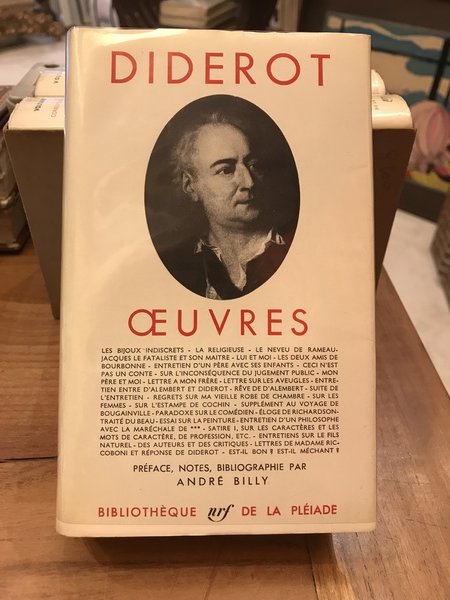 DIDEROT
ŒUVRES
LES BIJOUX INDISCRETS - LA RELIGIEUSE - LE NEVEU DE RAMEAU-
JACQUES LE FATALISTE ET SON MAITRE - LUI ET MOI - LES DEUX AMIS DE
BOURBONNE - ENTRETIEN D'UN PÈRE AVEC SES ENFANTS - CECI N'EST
PAS UN CONTE - SUR L'INCONSÉQUENCE DU JUGEMENT PUBLIC - MON
PÈRE ET MOI - LETTRE A MON FRÈRE - LETTRE SUR LES AVEUGLES - ENTRE-
TIEN ENTRE D'ALEMBERT ET DIDEROT - RÊVE DE D'ALEMBERT - SUITE DE
L'ENTRETIEN - REGRETS SUR MA VIEILLE ROBE DE CHAMBRE - SUR LES
FEMMES - SUR L'ESTAMPE DE COCHIN - SUPPLÉMENT AU VOYAGE DE
BOUGAINVILLE - PARADOXE SUR LE COMÉDIEN - ÉLOGE DE RICHARDSON-
TRAITÉ DU BEAU - ESSAI SUR LA PEINTURE - ENTRETIEN D'UN PHILOSOPHE
AVEC LA MARÉCHALE DE *** - SATIRE I, SUR LES CARACTÈRES ET LES
MOTS DE CARACTÈRE, DE PROFESSION, ETC. - ENTRETIENS SUR LE FILS
NATUREL - DES AUTEURS ET DES CRITIQUES - LETTRES DE MADAME RIC-
COBONI ET RÉPONSE DE DIDEROT - EST-IL BON ? EST-IL MÉCHANT ?
PRÉFACE, NOTES, BIBLIOGRAPHIE PAR
ANDRÉ BILLY
BIBLIOTHÈQUE nrf DE LA PLÉIADE